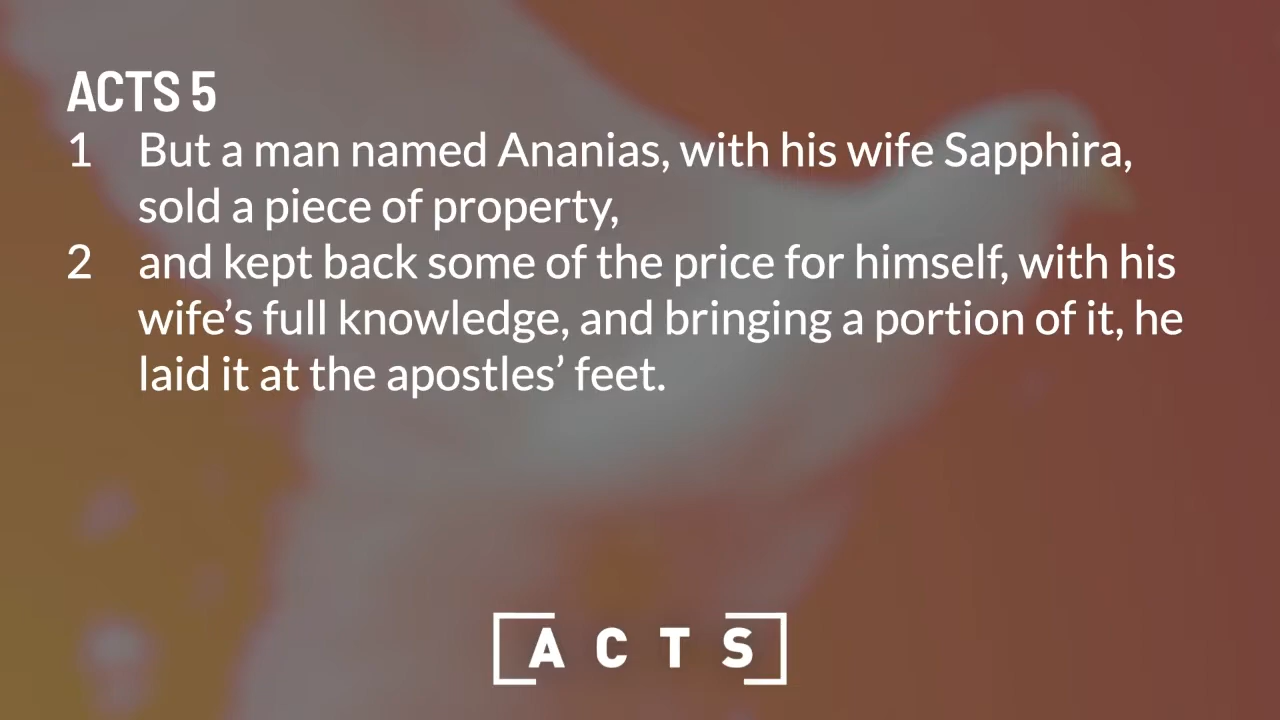 ACTS 5
1 But a man named Ananias, with his wife Sapphira,
sold a piece of property,
2 and kept back some of the price for himself, with his
wife’s full knowledge, and bringing a portion of it, he
laid it at the apostles’ feet.
ACTS